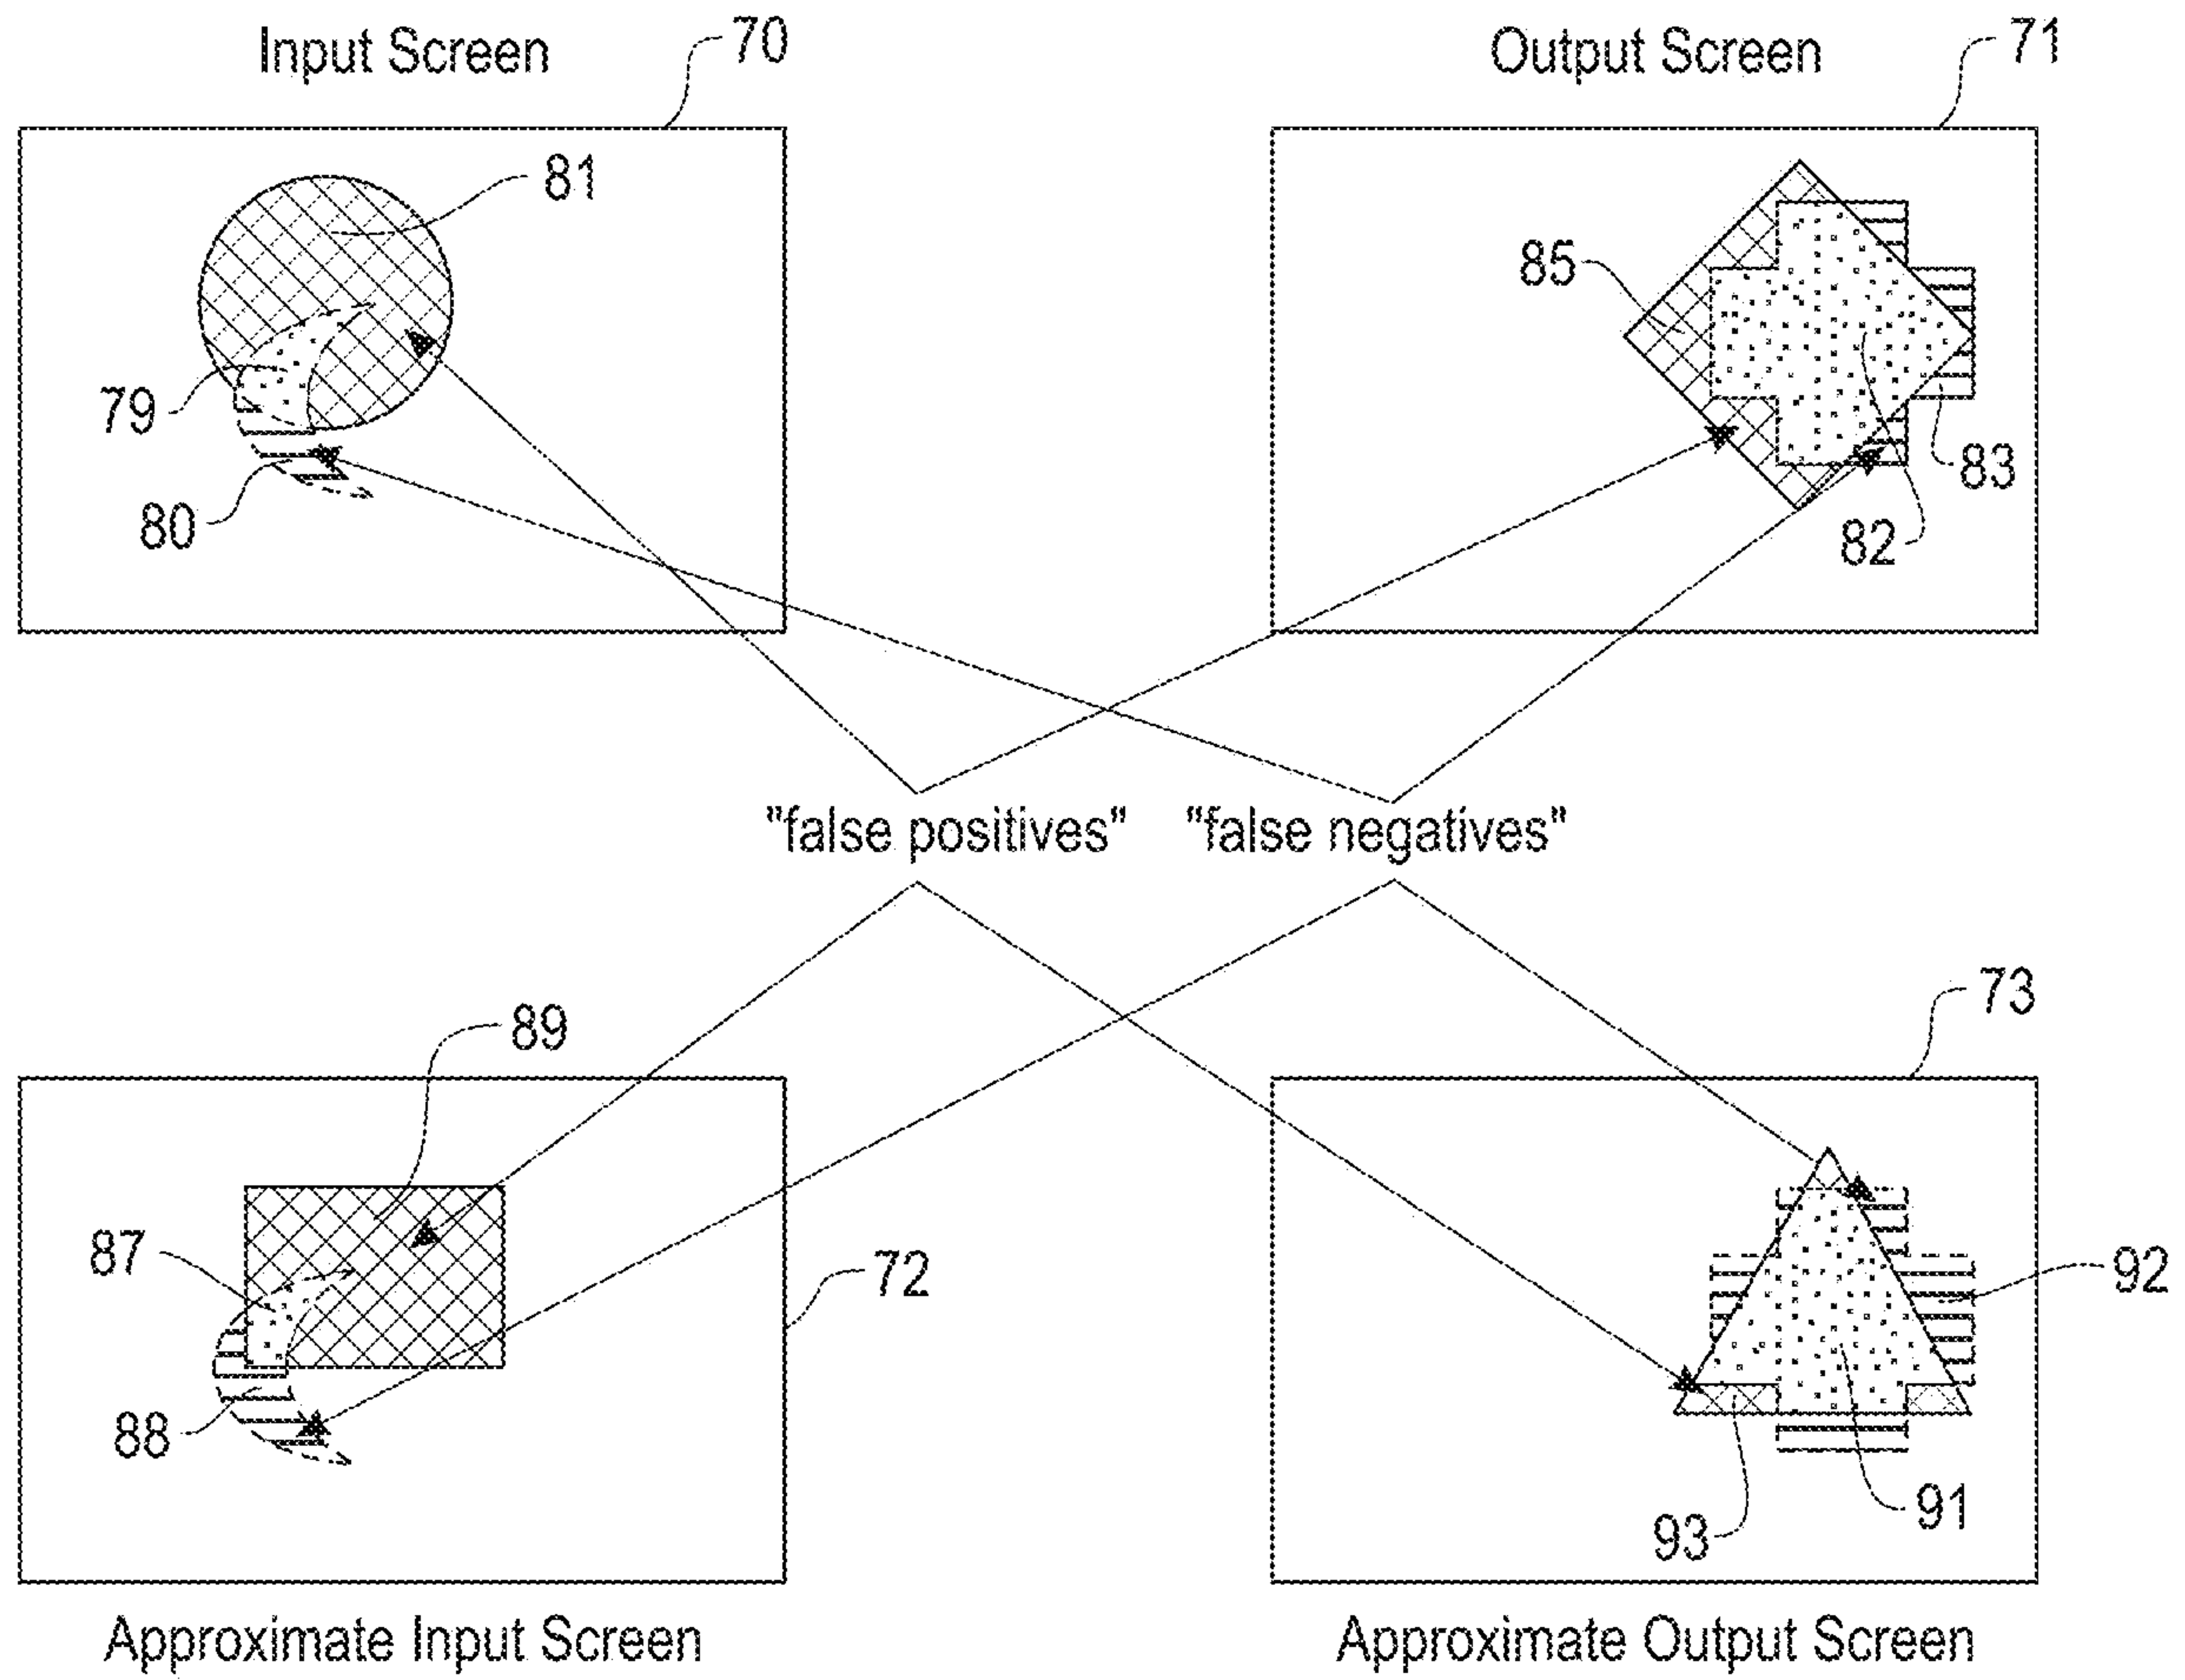 Input Screen
70
Output Screen
71
81
79
80
85
83
82
"false positives"
"false negatives"
89
87
88
72
73
92
91
93
Approximate Input Screen
Approximate Output Screen